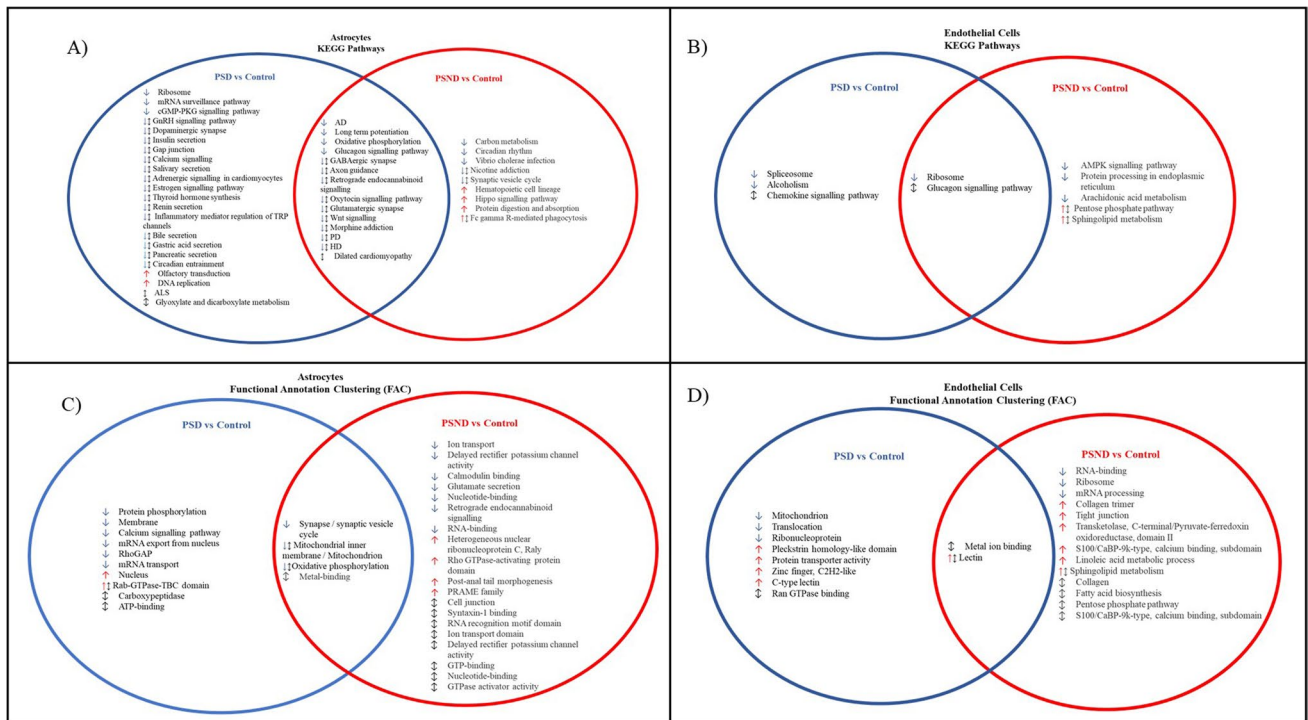 A)
Astrocytes
KEGG Pathways
PSD vs Control
↓ Ribosome
↓ mRNA surveillance pathway
↓ cGMP-PKG signalling pathway
↓↕ GnRH signalling pathway
↓↕ Dopaminergic synapse
↓↕ Insulin secretion
↓↕ Gap junction
↓↕ Calcium signalling
↓↕ Salivary secretion
↓↕ Adrenergic signalling in cardiomyocytes
↓↕ Estrogen signalling pathway
↓↕ Thyroid hormone synthesis
↓↕ Renin secretion
↓↕ Inflammatory mediator regulation of TRP
channels
↓↕ Bile secretion
↓↕ Gastric acid secretion
↓↕ Pancreatic secretion
↓↕ Circadian entrainment
↑ Olfactory transduction
↑ DNA replication
↕ ALS
↕ Glyoxylate and dicarboxylate metabolism
↓ AD
↓ Long term potentiation
↓ Oxidative phosphorylation
↓ Glucagon signalling pathway
↓↕ GABAergic synapse
↓↕ Axon guidance
↓↕ Retrograde endocannabinoid
signalling
↓↕ Oxytocin signalling pathway
↓↕ Glutamatergic synapse
↓↕ Wnt signalling
↓↕ Morphine addiction
↓↕ PD
↓↕ HD
↕ Dilated cardiomyopathy
PSND vs Control
↓ Carbon metabolism
↓ Circadian rhythm
↓ Vibrio cholerae infection
↓↕ Nicotine addiction
↓↕ Synaptic vesicle cycle
↑ Hematopoietic cell lineage
↑ Hippo signalling pathway
↑ Protein digestion and absorption
↑↕ Fc gamma R-mediated phagocytosis
B)
Endothelial Cells
KEGG Pathways
PSD vs Control
↓ Spliceosome
↓ Alcoholism
↕ Chemokine signalling pathway
↓ Ribosome
↕ Glucagon signalling pathway
PSND vs Control
↓ AMPK signalling pathway
↓ Protein processing in endoplasmic
reticulum
↓ Arachidonic acid metabolism
↑↕ Pentose phosphate pathway
↑↕ Sphingolipid metabolism
C)
Astrocytes
Functional Annotation Clustering (FAC)
PSD vs Control
↓ Protein phosphorylation
↓ Membrane
↓ Calcium signalling pathway
↓ mRNA export from nucleus
↓ RhoGAP
↓ mRNA transport
↑ Nucleus
↑↕ Rab-GTPase-TBC domain
↕ Carboxypeptidase
↕ ATP-binding
↓ Synapse / synaptic vesicle
cycle
↓↕ Mitochondrial inner
membrane / Mitochondrion
↓↕ Oxidative phosphorylation
↕ Metal-binding
PSND vs Control
↓ Ion transport
↓ Delayed rectifier potassium channel
activity
↓ Calmodulin binding
↓ Glutamate secretion
↓ Nucleotide-binding
↓ Retrograde endocannabinoid
signalling
↓ RNA-binding
↑ Heterogeneous nuclear
ribonucleoprotein C, Raly
↑ Rho GTPase-activating protein
domain
↑ Post-anal tail morphogenesis
↑ PRAME family
↕ Cell junction
↕ Syntaxin-1 binding
↕ RNA recognition motif domain
↕ Ion transport domain
↕ Delayed rectifier potassium channel
activity
↕ GTP-binding
↕ Nucleotide-binding
↕ GTPase activator activity
D)
Endothelial Cells
Functional Annotation Clustering (FAC)
PSD vs Control
↓ Mitochondrion
↓ Translocation
↓ Ribonucleoprotein
↑ Pleckstrin homology-like domain
↑ Protein transporter activity
↑ Zinc finger, C2H2-like
↑ C-type lectin
↕ Ran GTPase binding
↕ Metal ion binding
↑↕ Lectin
PSND vs Control
↓ RNA-binding
↓ Ribosome
↓ mRNA processing
↑ Collagen trimer
↑ Tight junction
↑ Transketolase, C-terminal/Pyruvate-ferredoxin
oxidoreductase, domain II
↑ S100/CaBP-9k-type, calcium binding, subdomain
↑ Linoleic acid metabolic process
↑↕ Sphingolipid metabolism
↕ Collagen
↕ Fatty acid biosynthesis
↕ Pentose phosphate pathway
↕ S100/CaBP-9k-type, calcium binding, subdomain